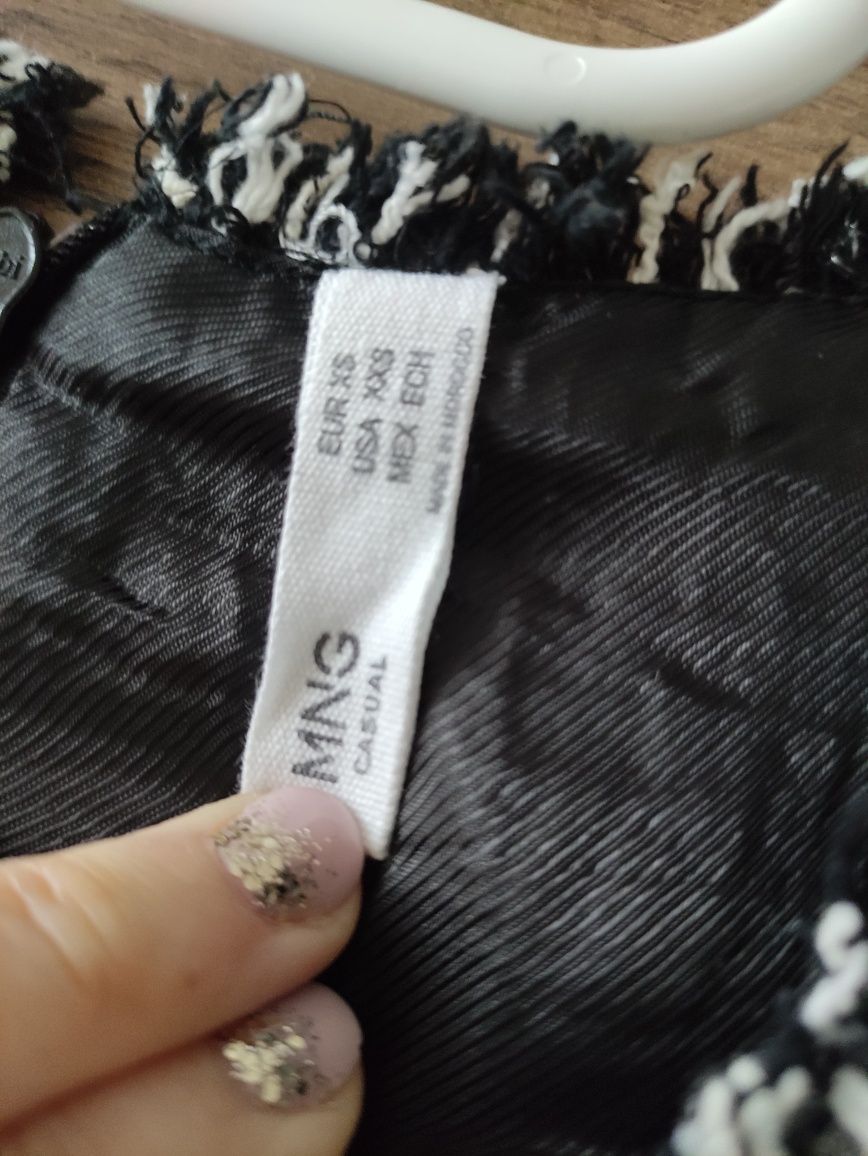 EUR XS
USA XXS
MEX ECH
MADE IN MOROCCO
MNG
CASUAL